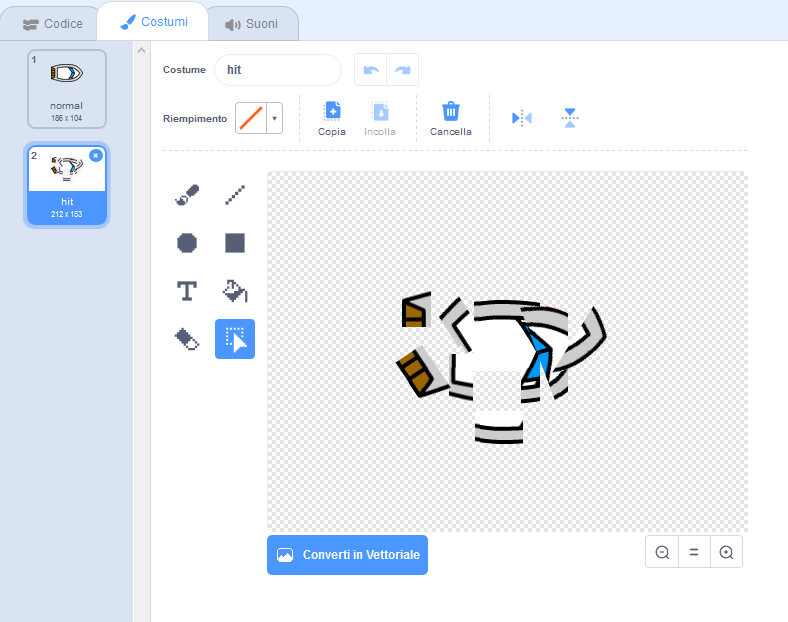 Codice
Costumi
Suoni
1
normal
186 x 104
2
hit
212 x 153
Costume
hit
Riempimento
Copia
Incolla
Cancella
T
Converti in Vettoriale